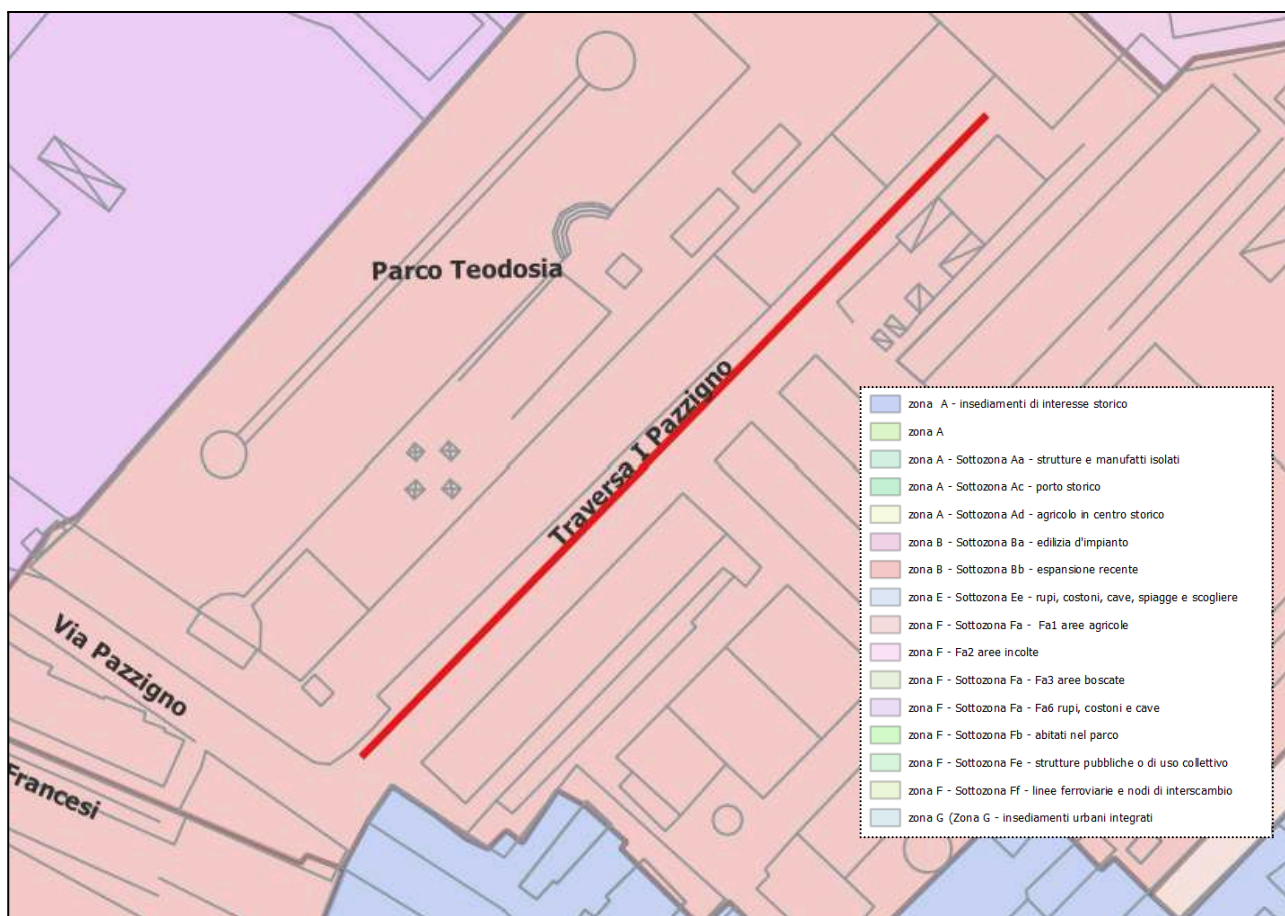 Parco Teodosia
Traversa I Pazzigno
Via Pazzigno
Francesi
zona A - insediamenti di interesse storico
zona A
zona A - Sottozona Aa - strutture e manufatti isolati
zona A - Sottozona Ac - porto storico
zona A - Sottozona Ad - agricolo in centro storico
zona B - Sottozona Ba - edilizia d'impianto
zona B - Sottozona Bb - espansione recente
zona E - Sottozona Ee - rupi, costoni, cave, spiagge e scogliere
zona F - Sottozona Fa - Fa1 aree agricole
zona F - Fa2 aree incolte
zona F - Sottozona Fa - Fa3 aree boscate
zona F - Sottozona Fa - Fa6 rupi, costoni e cave
zona F - Sottozona Fb - abitati nel parco
zona F - Sottozona Fe - strutture pubbliche o di uso collettivo
zona F - Sottozona Ff - linee ferroviarie e nodi di interscambio
zona G (Zona G - insediamenti urbani integrati